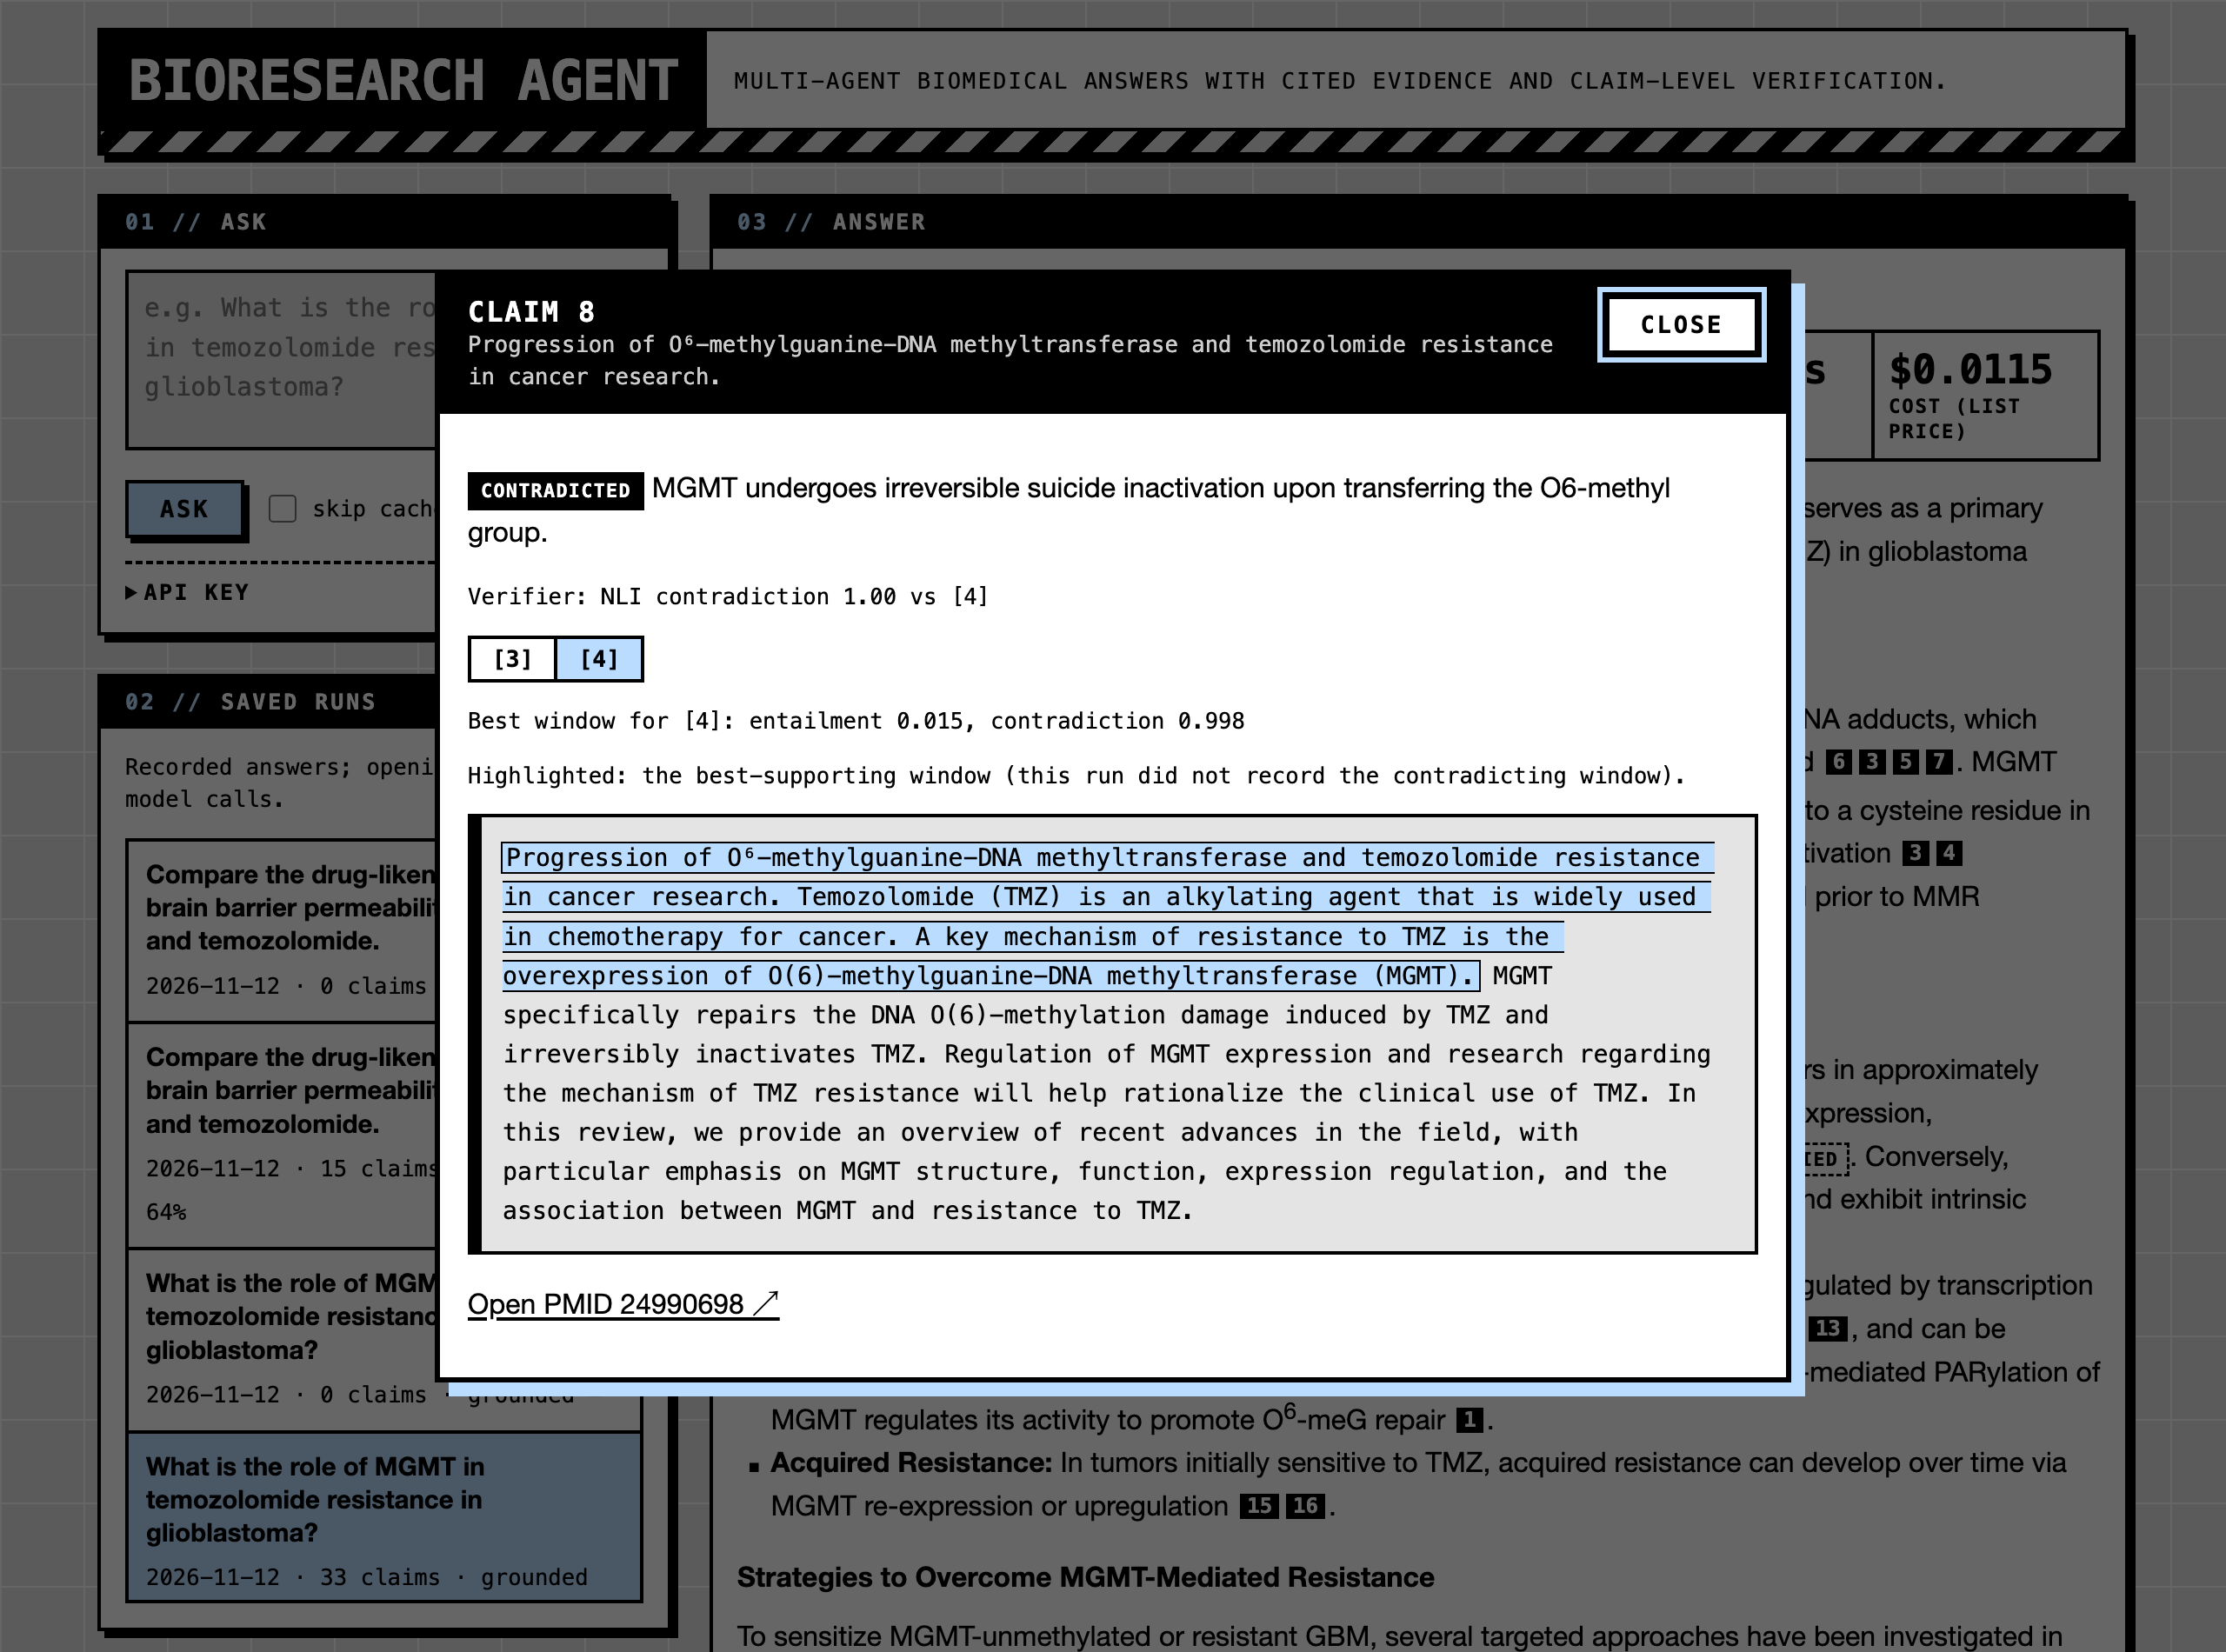 BIORESEARCH AGENT
MULTI-AGENT BIOMEDICAL ANSWERS WITH CITED EVIDENCE AND CLAIM-LEVEL VERIFICATION.
01 // ASK
e.g. What is the ro
in temozolomide res
glioblastoma?
ASK
skip cach
▶API KEY
02 // SAVED RUNS
Recorded answers; openi
model calls.
Compare the drug-liken
brain barrier permeabilit
and temozolomide.
2026-11-12 · 0 claims
Compare the drug-liken
brain barrier permeabilit
and temozolomide.
2026-11-12 · 15 claims
64%
What is the role of MGM
temozolomide resistanc
glioblastoma?
2026-11-12 · 0 claims · grounded
What is the role of MGMT in
temozolomide resistance in
glioblastoma?
2026-11-12 · 33 claims · grounded
CLAIM 8
Progression of O⁶-methylguanine-DNA methyltransferase and temozolomide resistance
in cancer research.
CLOSE
CONTRADICTED MGMT undergoes irreversible suicide inactivation upon transferring the O6-methyl
group.
Verifier: NLI contradiction 1.00 vs [4]
[3] [4]
Best window for [4]: entailment 0.015, contradiction 0.998
Highlighted: the best-supporting window (this run did not record the contradicting window).
Progression of O⁶-methylguanine-DNA methyltransferase and temozolomide resistance
in cancer research. Temozolomide (TMZ) is an alkylating agent that is widely used
in chemotherapy for cancer. A key mechanism of resistance to TMZ is the
overexpression of O(6)-methylguanine-DNA methyltransferase (MGMT). MGMT
specifically repairs the DNA O(6)-methylation damage induced by TMZ and
irreversibly inactivates TMZ. Regulation of MGMT expression and research regarding
the mechanism of TMZ resistance will help rationalize the clinical use of TMZ. In
this review, we provide an overview of recent advances in the field, with
particular emphasis on MGMT structure, function, expression regulation, and the
association between MGMT and resistance to TMZ.
Open PMID 24990698 ↗
03 // ANSWER
s
$0.0115
COST (LIST
PRICE)
serves as a primary
Z) in glioblastoma
NA adducts, which
d 6 3 5 7. MGMT
to a cysteine residue in
tivation 3 4
prior to MMR
rs in approximately
xpression,
IED. Conversely,
nd exhibit intrinsic
gulated by transcription
13, and can be
-mediated PARylation of
MGMT regulates its activity to promote O⁶-meG repair 1.
▪ Acquired Resistance: In tumors initially sensitive to TMZ, acquired resistance can develop over time via
MGMT re-expression or upregulation 15 16.
Strategies to Overcome MGMT-Mediated Resistance
To sensitize MGMT-unmethylated or resistant GBM, several targeted approaches have been investigated in